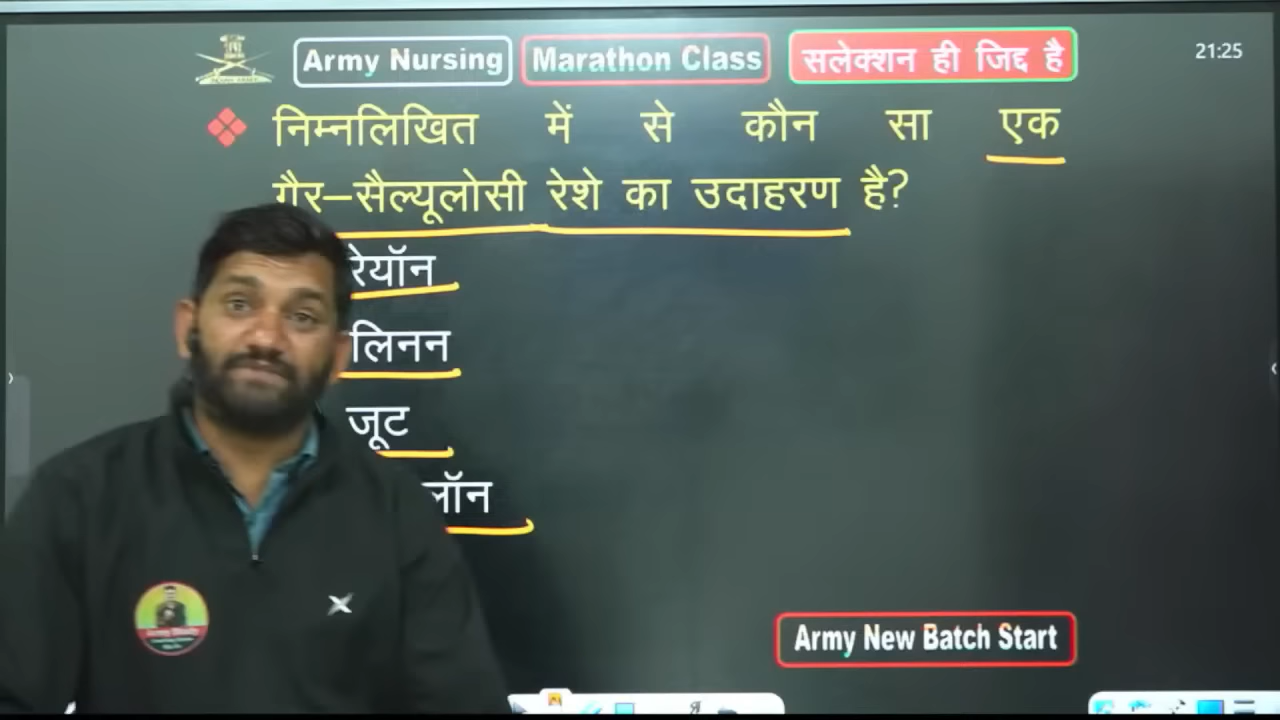 Army Nursing
Marathon Class
सलेक्शन ही जिद्द है
21:25
निम्नलिखित में से कौन सा एक
गैर–सैल्यूलोसी रेशे का उदाहरण है?
रेयॉन
लिनन
जूट
लॉन
Army New Batch Start